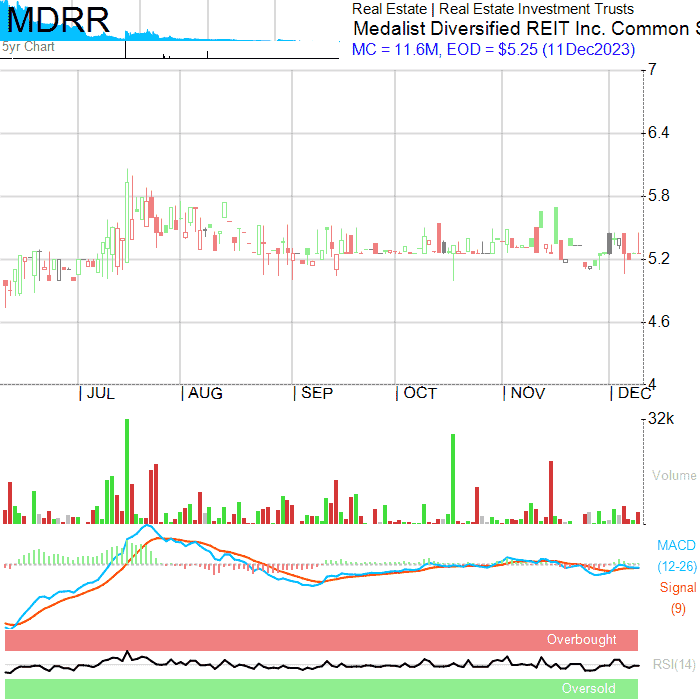 MDRR
5yr Chart
Real Estate | Real Estate Investment Trusts
Medalist Diversified REIT Inc. Common S
MC = 11.6M, EOD = $5.25 (11Dec2023)
7
6.4
5.8
5.2
4.6
4
| JUL | AUG | SEP | OCT | NOV | DEC
32k
Volume
MACD
(12-26)
Signal
(9)
Overbought
RSI(14)
Oversold